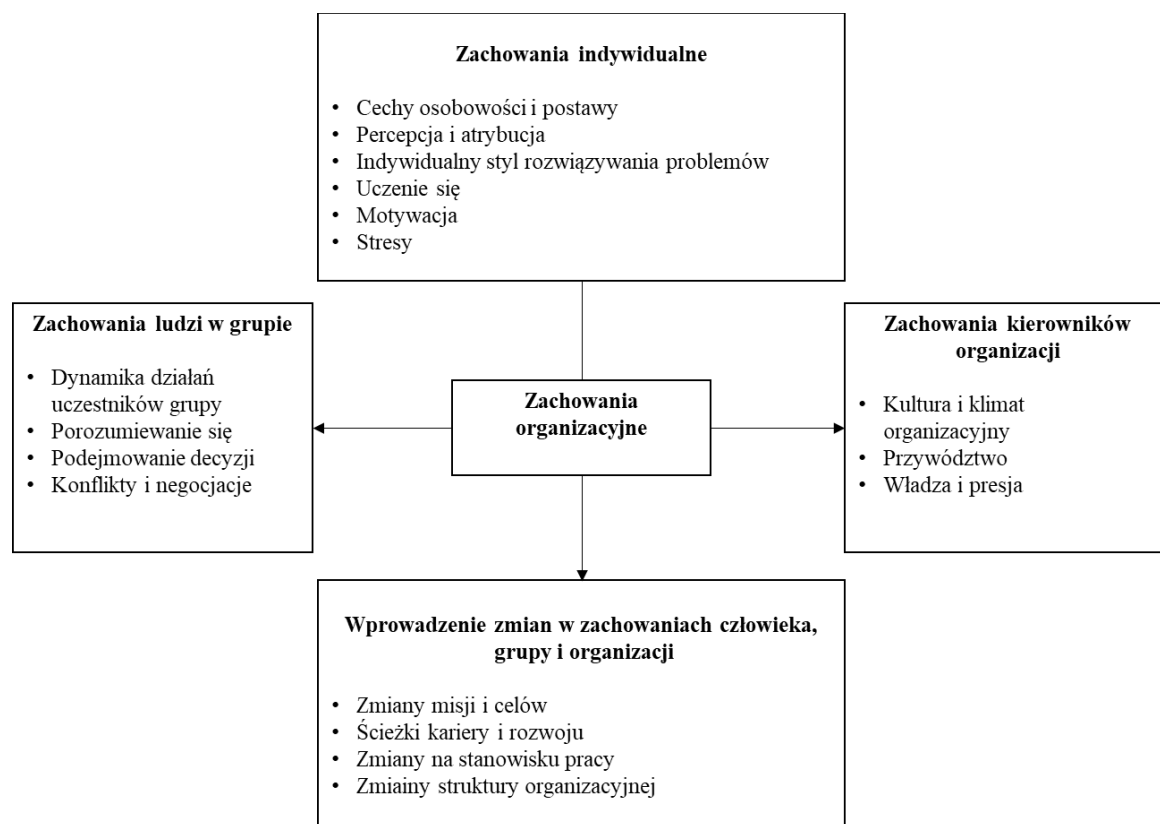 Zachowania indywidualne
• Cechy osobowości i postawy
• Percepcja i atrybucja
• Indywidualny styl rozwiązywania problemów
• Uczenie się
• Motywacja
• Stresy
Zachowania ludzi w grupie
• Dynamika działań
uczestników grupy
• Porozumiewanie się
• Podejmowanie decyzji
• Konflikty i negocjacje
Zachowania
organizacyjne
Zachowania kierowników
organizacji
• Kultura i klimat
organizacyjny
• Przywództwo
• Władza i presja
Wprowadzenie zmian w zachowaniach człowieka,
grupy i organizacji
• Zmiany misji i celów
• Ścieżki kariery i rozwoju
• Zmiany na stanowisku pracy
• Zmiainy struktury organizacyjnej